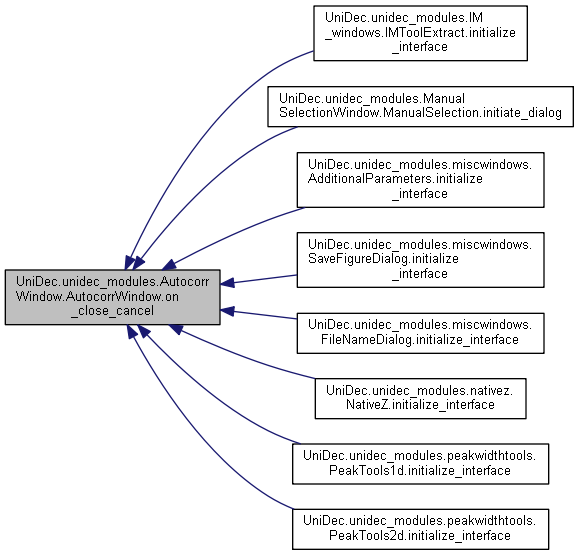 UniDec.unidec_modules.IM
_windows.IMToolExtract.initialize
_interface
UniDec.unidec_modules.Manual
SelectionWindow.ManualSelection.initiate_dialog
UniDec.unidec_modules.miscwindows.
AdditionalParameters.initialize
_interface
UniDec.unidec_modules.miscwindows.
SaveFigureDialog.initialize
_interface
UniDec.unidec_modules.Autocorr
Window.AutocorrWindow.on
_close_cancel
UniDec.unidec_modules.miscwindows.
FileNameDialog.initialize_interface
UniDec.unidec_modules.nativez.
NativeZ.initialize_interface
UniDec.unidec_modules.peakwidthtools.
PeakTools1d.initialize_interface
UniDec.unidec_modules.peakwidthtools.
PeakTools2d.initialize_interface